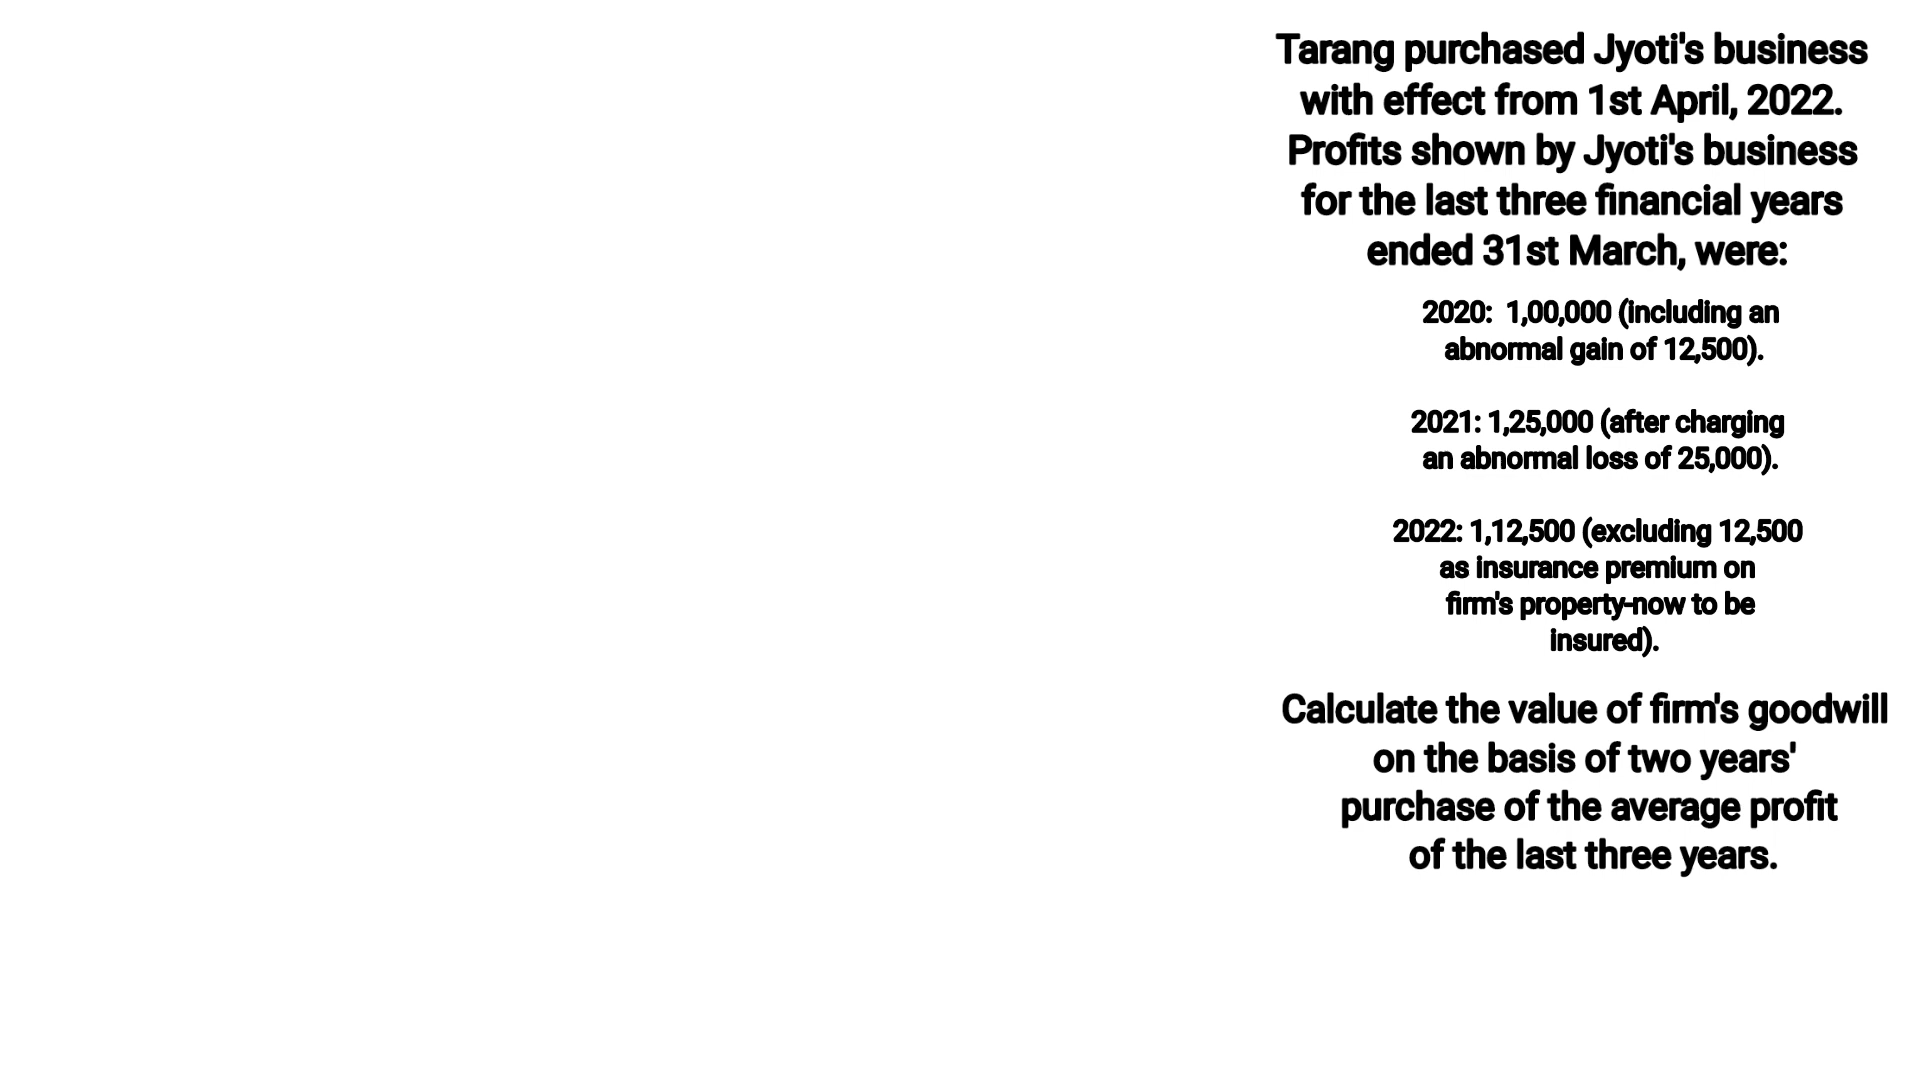 Tarang purchased Jyoti's business
with effect from 1st April, 2022.
Profits shown by Jyoti's business
for the last three financial years
ended 31st March, were:
2020:  1,00,000 (including an
abnormal gain of 12,500).
2021: 1,25,000 (after charging
an abnormal loss of 25,000).
2022: 1,12,500 (excluding 12,500
as insurance premium on
firm's property-now to be
insured).
Calculate the value of firm's goodwill
on the basis of two years'
purchase of the average profit
of the last three years.